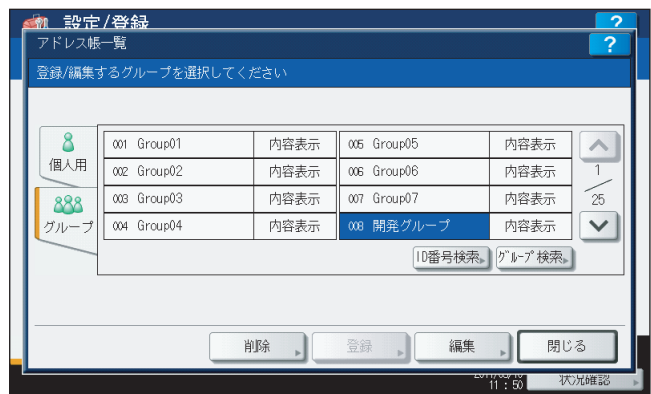 設定/登録
?
アドレス帳一覧
?
登録/編集するグループを選択してください
個人用
グループ
001 Group01 内容表示 005 Group05 内容表示
002 Group02 内容表示 006 Group06 内容表示
003 Group03 内容表示 007 Group07 内容表示
004 Group04 内容表示 008 開発グループ 内容表示
1
25
ID番号検索
グループ検索
削除
登録
編集
閉じる
11 : 50
状況確認